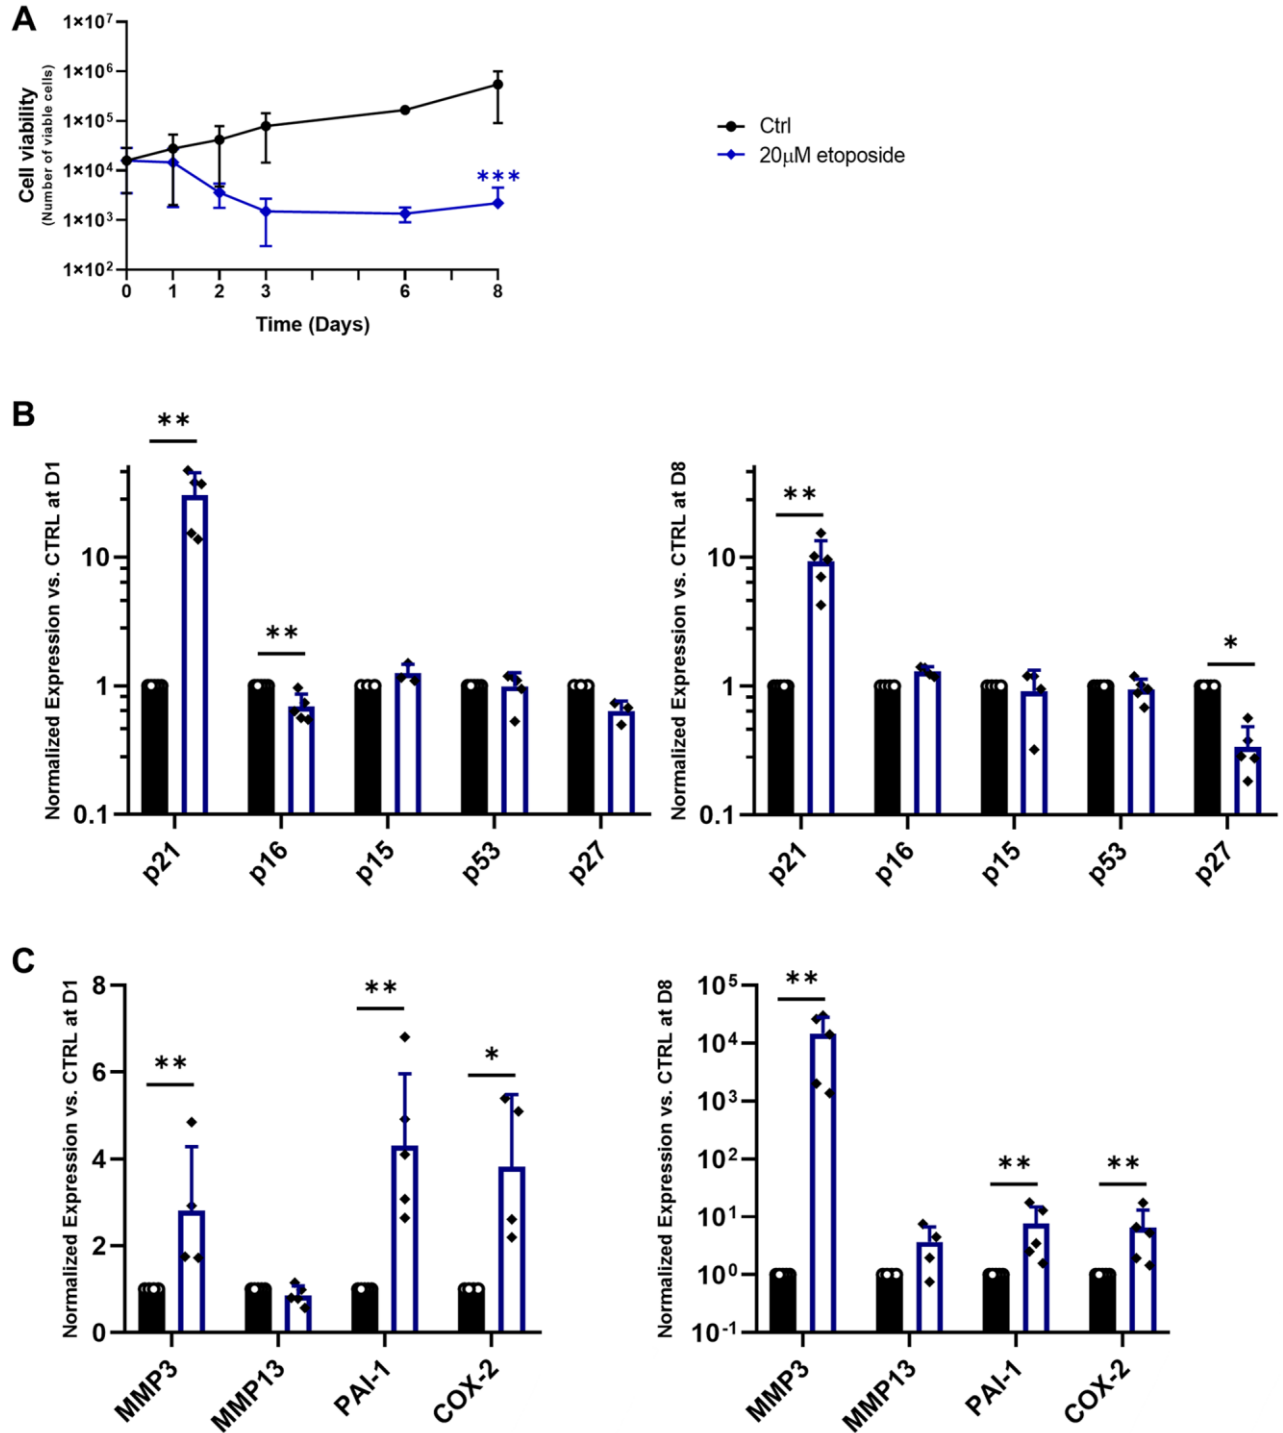 A
Cell viability
(Number of viable cells)
1×10⁷
1×10⁶
1×10⁵
1×10⁴
1×10³
1×10²
***
0 1 2 3 6 8
Time (Days)
Ctrl
20μM etoposide
B
Normalized Expression vs. CTRL at D1
10
1
0.1
**
**
p21 p16 p15 p53 p27
Normalized Expression vs. CTRL at D8
10
1
0.1
**
*
p21 p16 p15 p53 p27
C
Normalized Expression vs. CTRL at D1
8
6
4
2
0
**
**
*
MMP3 MMP13 PAI-1 COX-2
Normalized Expression vs. CTRL at D8
10⁵
10⁴
10³
10²
10¹
10⁰
10⁻¹
**
**
**
MMP3 MMP13 PAI-1 COX-2